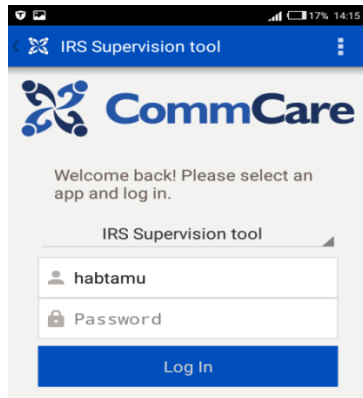 17% 14:15
IRS Supervision tool
CommCare
Welcome back! Please select an
app and log in.
IRS Supervision tool
habtamu
Password
Log In